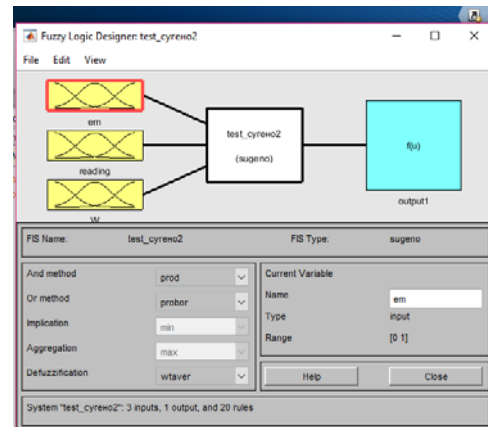 Fuzzy Logic Designer: test_сугено2
File Edit View
em
reading
W
test_сугено2
(sugeno)
f(u)
output1
FIS Name: test_сугено2 FIS Type: sugeno
And method prod
Or method probor
Implication min
Aggregation max
Defuzzification wtaver
Current Variable
Name em
Type input
Range [0 1]
Help Close
System "test_сугено2": 3 inputs, 1 output, and 20 rules